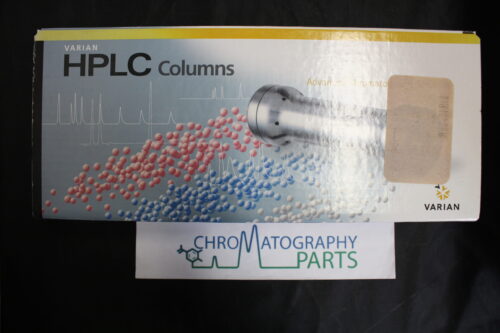 VARIAN
HPLC Columns
VARIAN
CHROMATOGRAPHY
PARTS